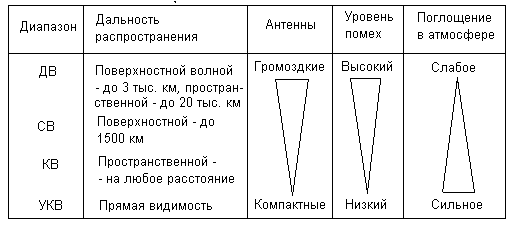 Диапазон
Дальность
распространения
Антенны
Уровень
помех
Поглощение
в атмосфере
ДВ
Поверхностной волной
- до 3 тыс. км, простран-
ственной - до 20 тыс. км
Громоздкие
Высокий
Слабое
СВ
Поверхностной - до
1500 км
КВ
Пространственной -
- на любое расстояние
УКВ
Прямая видимость
Компактные
Низкий
Сильное